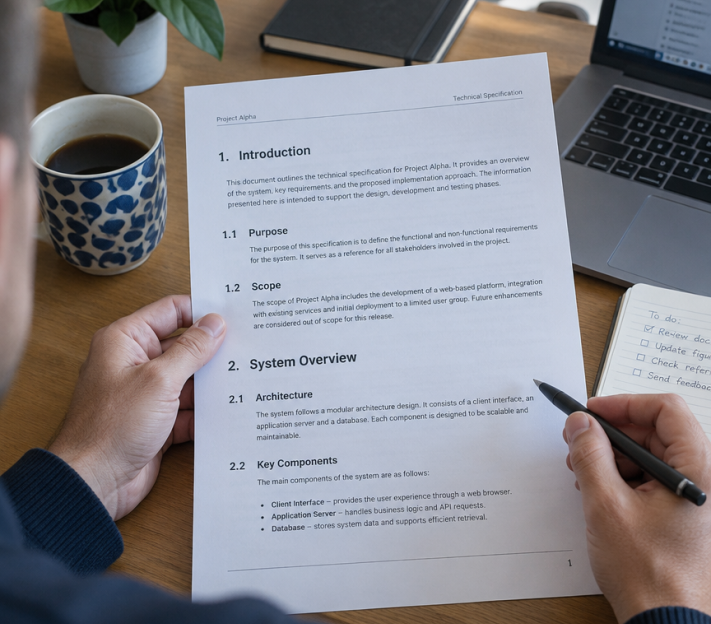 Project Alpha
Technical Specification
1. Introduction
This document outlines the technical specification for Project Alpha. It provides an overview
of the system, key requirements, and the proposed implementation approach. The information
presented here is intended to support the design, development and testing phases.
1.1 Purpose
The purpose of this specification is to define the functional and non-functional requirements
for the system. It serves as a reference for all stakeholders involved in the project.
1.2 Scope
The scope of Project Alpha includes the development of a web-based platform, integration
with existing services and initial deployment to a limited user group. Future enhancements
are considered out of scope for this release.
2. System Overview
2.1 Architecture
The system follows a modular architecture design. It consists of a client interface, an
application server and a database. Each component is designed to be scalable and
maintainable.
2.2 Key Components
The main components of the system are as follows:
• Client Interface – provides the user experience through a web browser.
• Application Server – handles business logic and API requests.
• Database – stores system data and supports efficient retrieval.
1
To do:
☑ Review doc
☐ Update figu
☐ Check refer
☐ Send feedbac